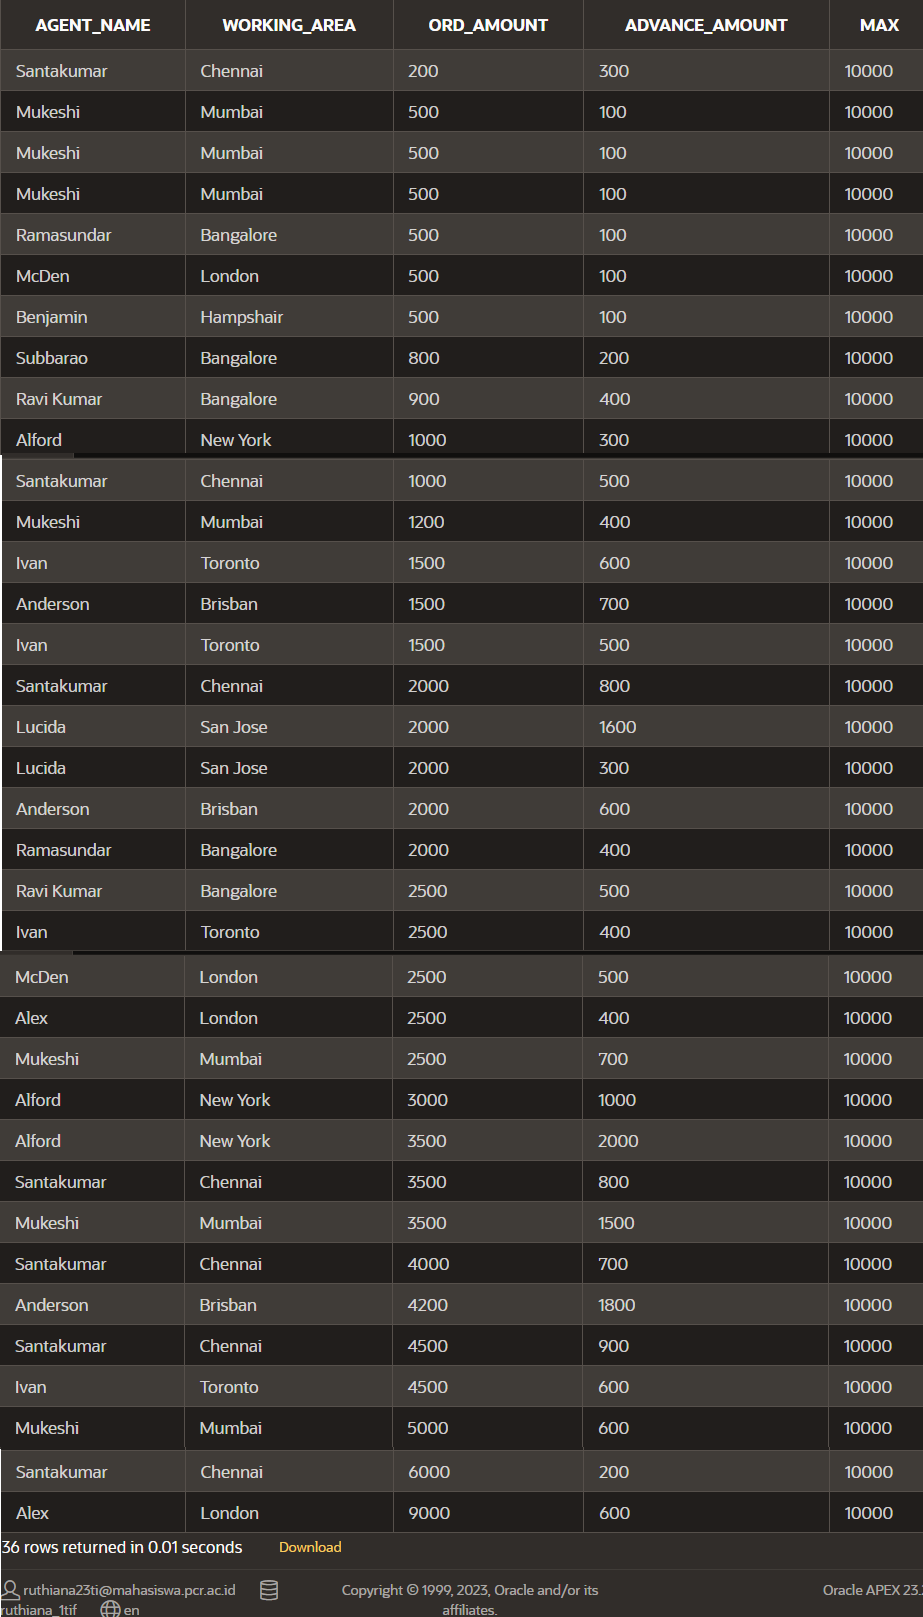 AGENT_NAME WORKING_AREA ORD_AMOUNT ADVANCE_AMOUNT MAX
Santakumar Chennai 200 300 10000
Mukeshi Mumbai 500 100 10000
Mukeshi Mumbai 500 100 10000
Mukeshi Mumbai 500 100 10000
Ramasundar Bangalore 500 100 10000
McDen London 500 100 10000
Benjamin Hampshair 500 100 10000
Subbarao Bangalore 800 200 10000
Ravi Kumar Bangalore 900 400 10000
Alford New York 1000 300 10000
Santakumar Chennai 1000 500 10000
Mukeshi Mumbai 1200 400 10000
Ivan Toronto 1500 600 10000
Anderson Brisban 1500 700 10000
Ivan Toronto 1500 500 10000
Santakumar Chennai 2000 800 10000
Lucida San Jose 2000 1600 10000
Lucida San Jose 2000 300 10000
Anderson Brisban 2000 600 10000
Ramasundar Bangalore 2000 400 10000
Ravi Kumar Bangalore 2500 500 10000
Ivan Toronto 2500 400 10000
McDen London 2500 500 10000
Alex London 2500 400 10000
Mukeshi Mumbai 2500 700 10000
Alford New York 3000 1000 10000
Alford New York 3500 2000 10000
Santakumar Chennai 3500 800 10000
Mukeshi Mumbai 3500 1500 10000
Santakumar Chennai 4000 700 10000
Anderson Brisban 4200 1800 10000
Santakumar Chennai 4500 900 10000
Ivan Toronto 4500 600 10000
Mukeshi Mumbai 5000 600 10000
Santakumar Chennai 6000 200 10000
Alex London 9000 600 10000
36 rows returned in 0.01 seconds Download
ruthiana23ti@mahasiswa.pcr.ac.id Copyright © 1999, 2023, Oracle and/or its Oracle APEX 23.2
ruthiana_1tif en affiliates.